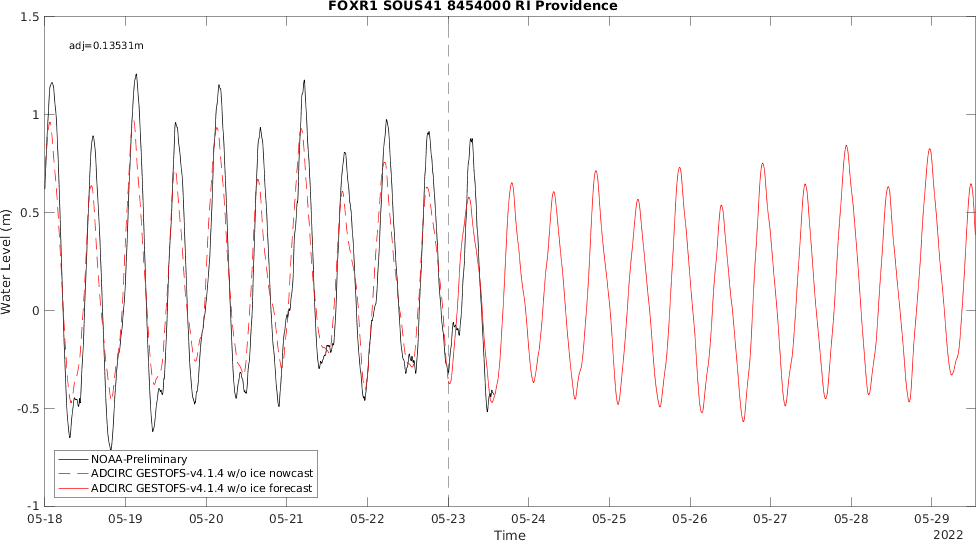 FOXR1 SOUS41 8454000 RI Providence
adj=0.13531m
Water Level (m)
1.5
1
0.5
0
-0.5
-1
NOAA-Preliminary
ADCIRC GESTOFS-v4.1.4 w/o ice nowcast
ADCIRC GESTOFS-v4.1.4 w/o ice forecast
05-18 05-19 05-20 05-21 05-22 05-23 05-24 05-25 05-26 05-27 05-28 05-29
Time
2022